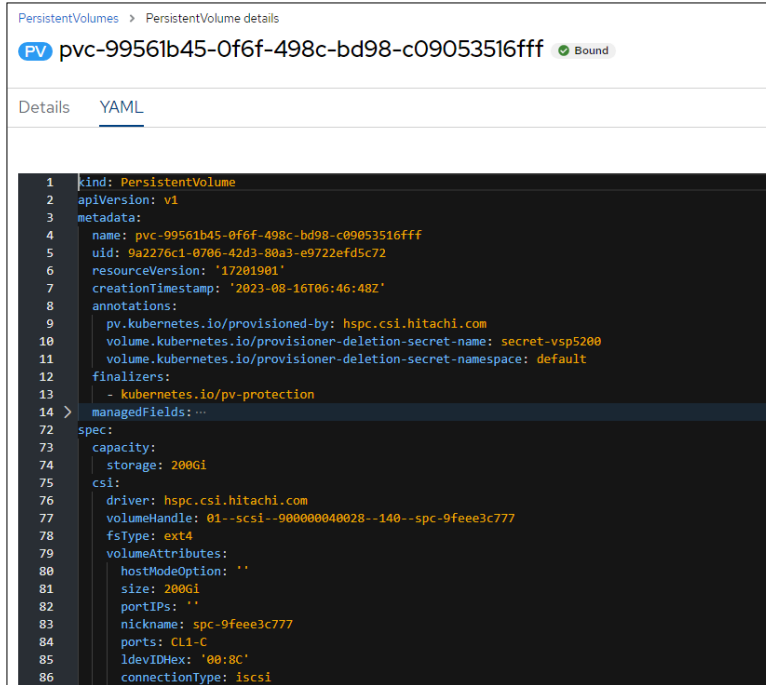 PersistentVolumes > PersistentVolume details
PV pvc-99561b45-0f6f-498c-bd98-c09053516fff Bound
Details YAML
1 kind: PersistentVolume
2 apiVersion: v1
3 metadata:
4 name: pvc-99561b45-0f6f-498c-bd98-c09053516fff
5 uid: 9a2276c1-0706-42d3-80a3-e9722efd5c72
6 resourceVersion: '17201901'
7 creationTimestamp: '2023-08-16T06:46:48Z'
8 annotations:
9 pv.kubernetes.io/provisioned-by: hspc.csi.hitachi.com
10 volume.kubernetes.io/provisioner-deletion-secret-name: secret-vsp5200
11 volume.kubernetes.io/provisioner-deletion-secret-namespace: default
12 finalizers:
13 - kubernetes.io/pv-protection
14 > managedFields: ⋯
72 spec:
73 capacity:
74 storage: 200Gi
75 csi:
76 driver: hspc.csi.hitachi.com
77 volumeHandle: 01--scsi--900000040028--140--spc-9feee3c777
78 fsType: ext4
79 volumeAttributes:
80 hostModeOption: ''
81 size: 200Gi
82 portIPs: ''
83 nickname: spc-9feee3c777
84 ports: CL1-C
85 ldevIDHex: '00:8C'
86 connectionType: iscsi